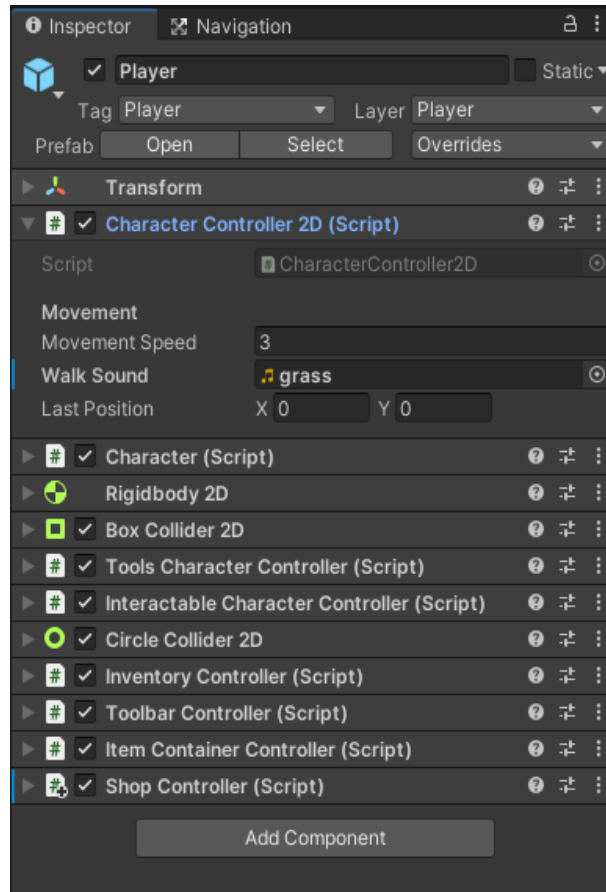 Inspector Navigation
Player Static
Tag Player Layer Player
Prefab Open Select Overrides
Transform
# Character Controller 2D (Script)
Script # CharacterController2D
Movement
Movement Speed 3
Walk Sound grass
Last Position X 0 Y 0
# Character (Script)
Rigidbody 2D
Box Collider 2D
# Tools Character Controller (Script)
# Interactable Character Controller (Script)
Circle Collider 2D
# Inventory Controller (Script)
# Toolbar Controller (Script)
# Item Container Controller (Script)
# Shop Controller (Script)
Add Component